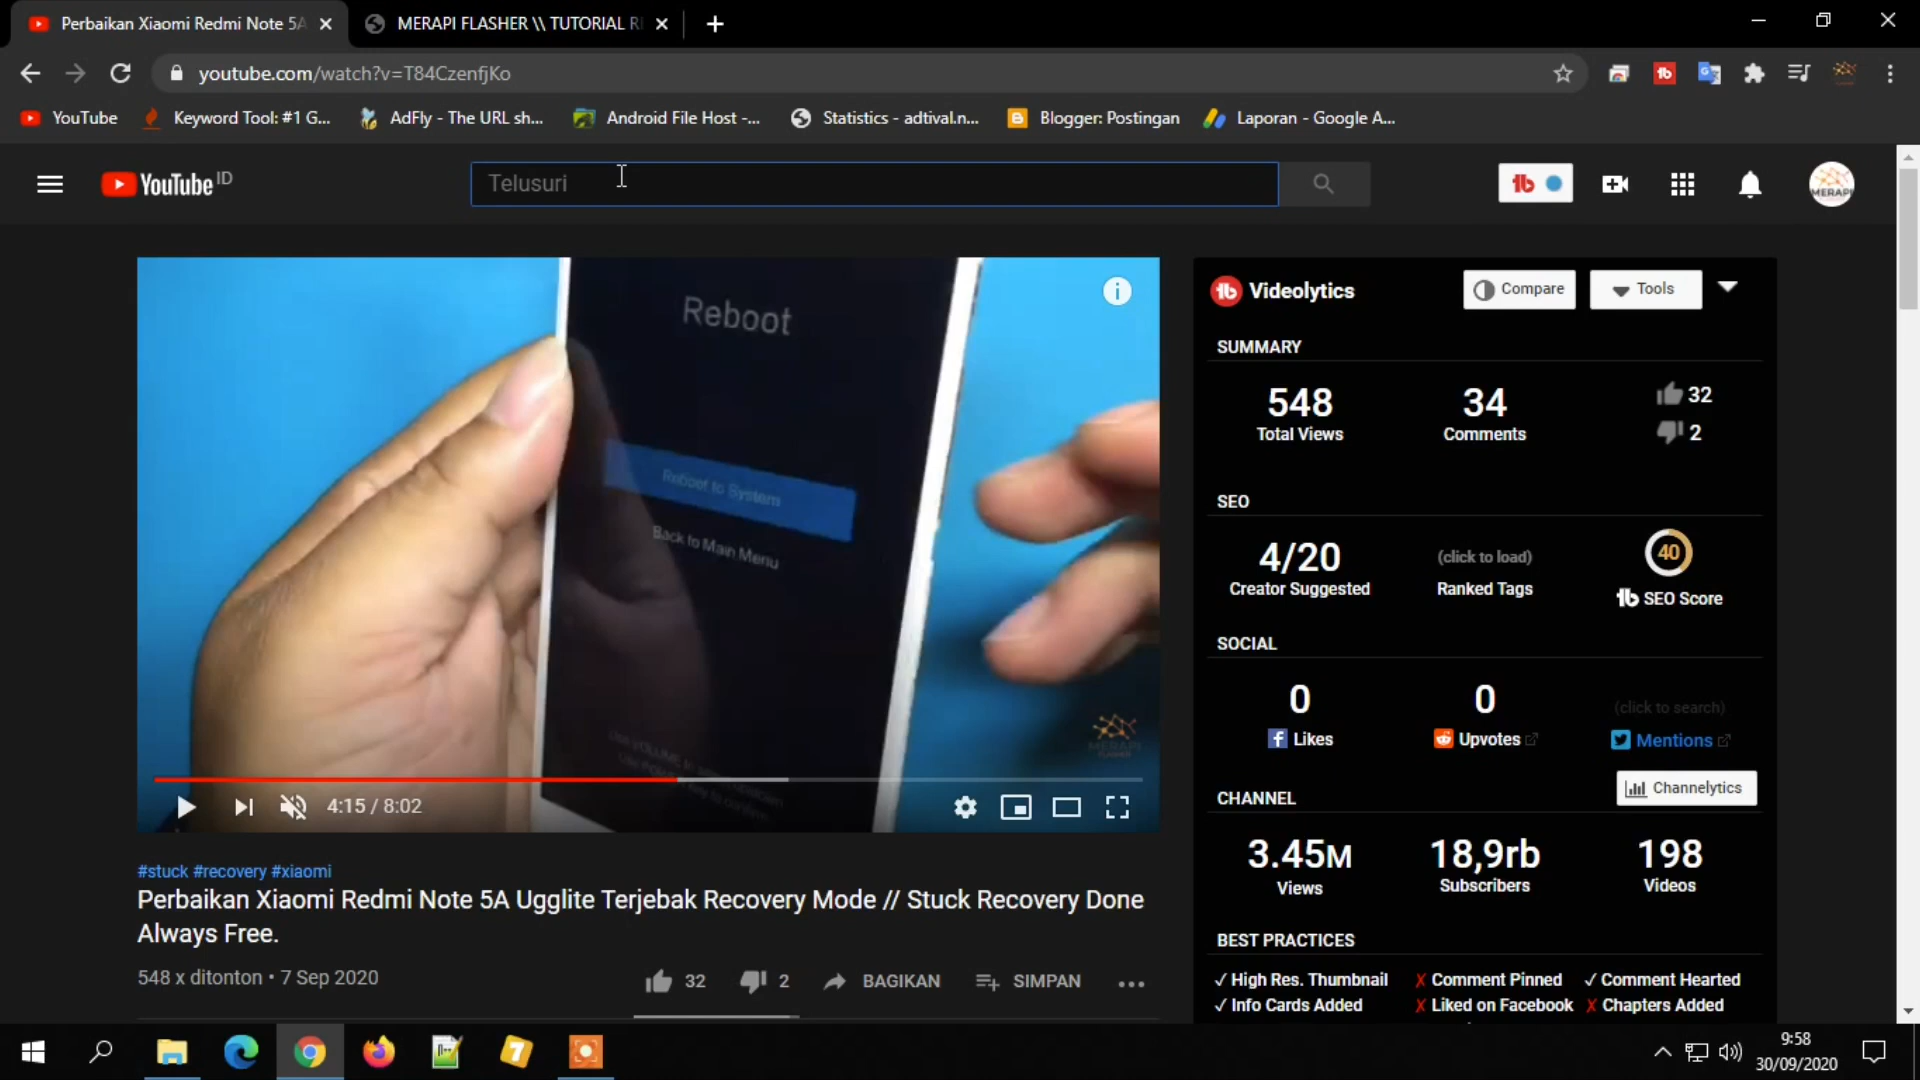 Perbaikan Xiaomi Redmi Note 5A
MERAPI FLASHER \\ TUTORIAL R
youtube.com/watch?v=T84CzenfjKo
YouTube
Keyword Tool: #1 G...
AdFly - The URL sh...
Android File Host -...
Statistics - adtival.n...
Blogger: Postingan
Laporan - Google A...
YouTube ID
Telusuri
MERAPI
Reboot
Reboot to System
Back to Main Menu
MERAPI
FLASHER
4:15 / 8:02
#stuck #recovery #xiaomi
Perbaikan Xiaomi Redmi Note 5A Ugglite Terjebak Recovery Mode // Stuck Recovery Done
Always Free.
548 x ditonton • 7 Sep 2020
32
2
BAGIKAN
SIMPAN
Videolytics
Compare
Tools
SUMMARY
548
Total Views
34
Comments
32
2
SEO
4/20
Creator Suggested
(click to load)
Ranked Tags
40
SEO Score
SOCIAL
0
Likes
0
Upvotes
(click to search)
Mentions
CHANNEL
Channelytics
3.45M
Views
18,9rb
Subscribers
198
Videos
BEST PRACTICES
✓ High Res. Thumbnail
✗ Comment Pinned
✓ Comment Hearted
✓ Info Cards Added
✗ Liked on Facebook
✗ Chapters Added
9:58
30/09/2020